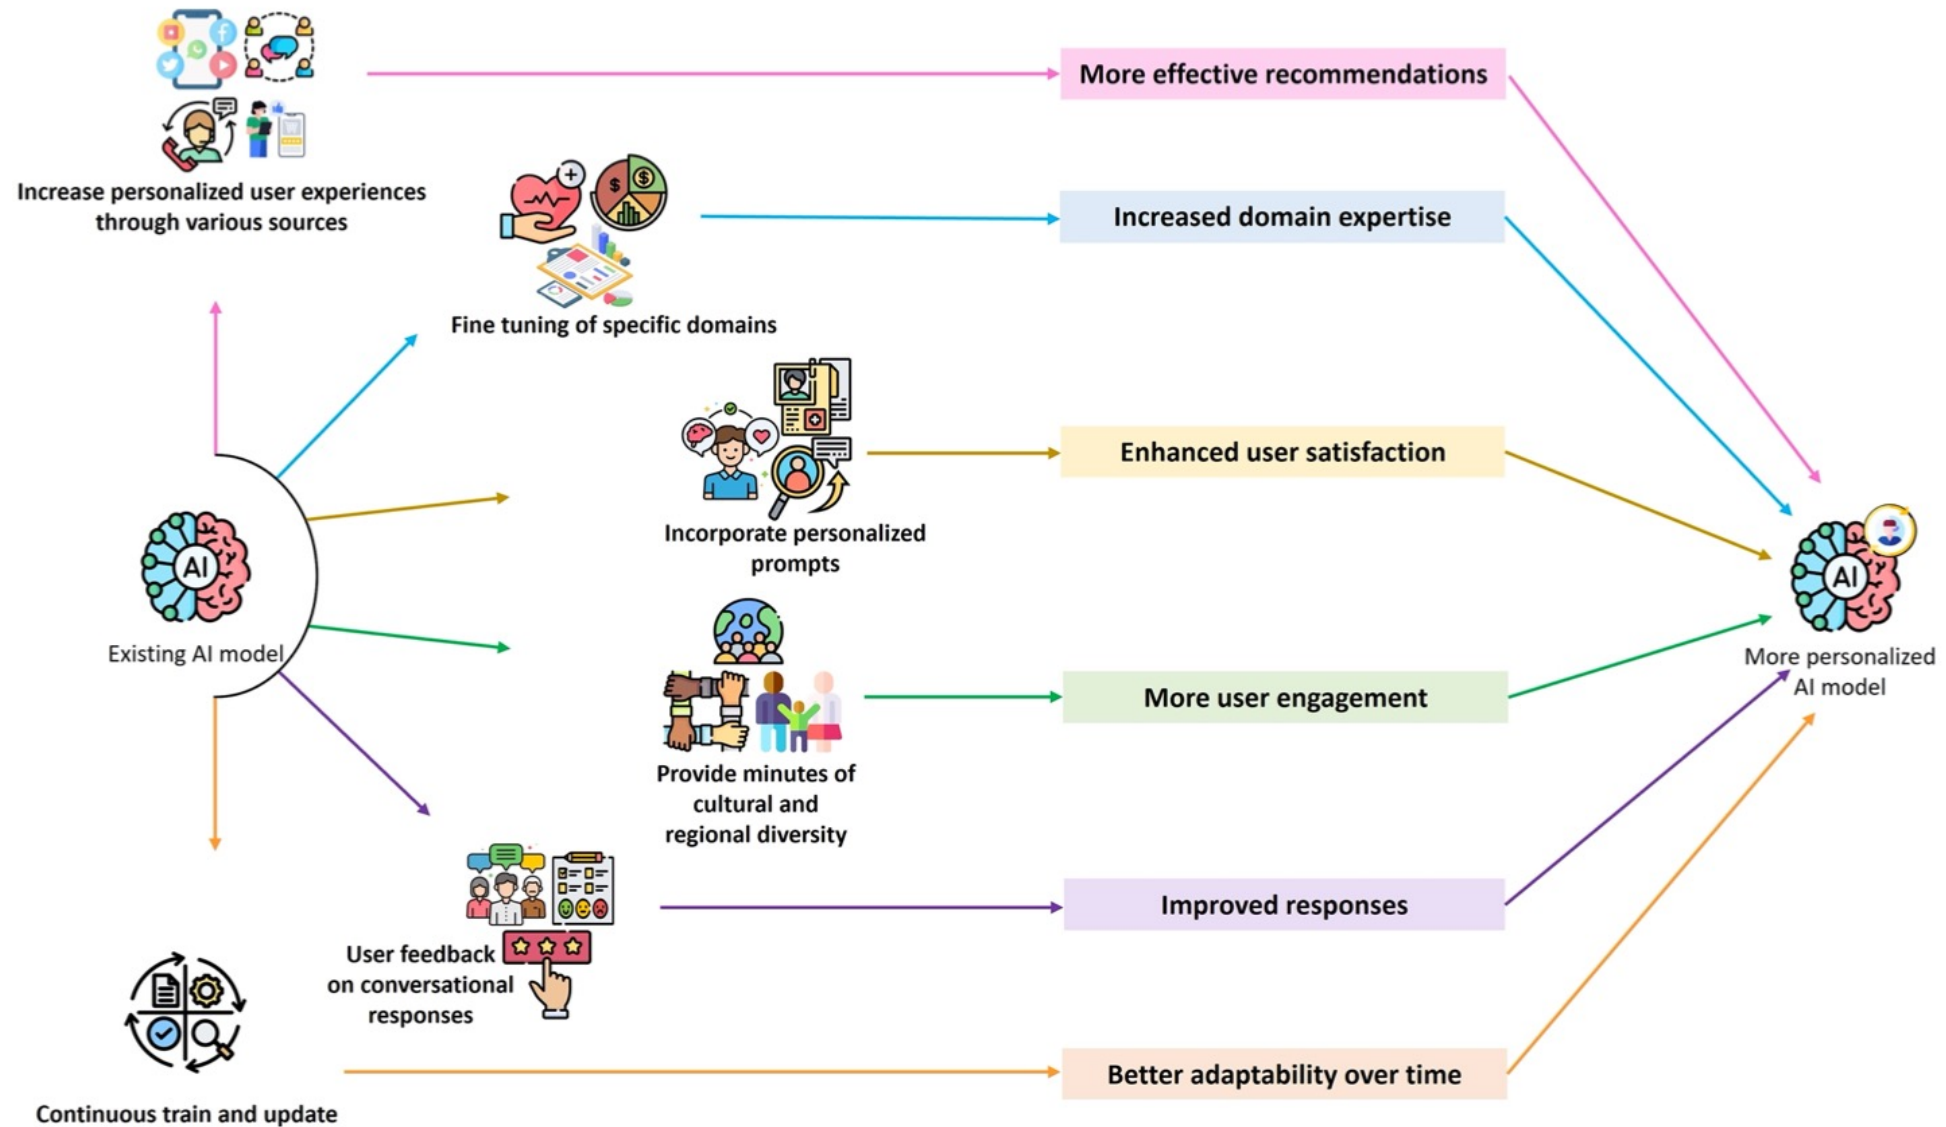 More effective recommendations
Increase personalized user experiences
through various sources
Increased domain expertise
Fine tuning of specific domains
Enhanced user satisfaction
Incorporate personalized
prompts
AI
Existing AI model
AI
More personalized
AI model
More user engagement
Provide minutes of
cultural and
regional diversity
Improved responses
User feedback
on conversational
responses
Better adaptability over time
Continuous train and update